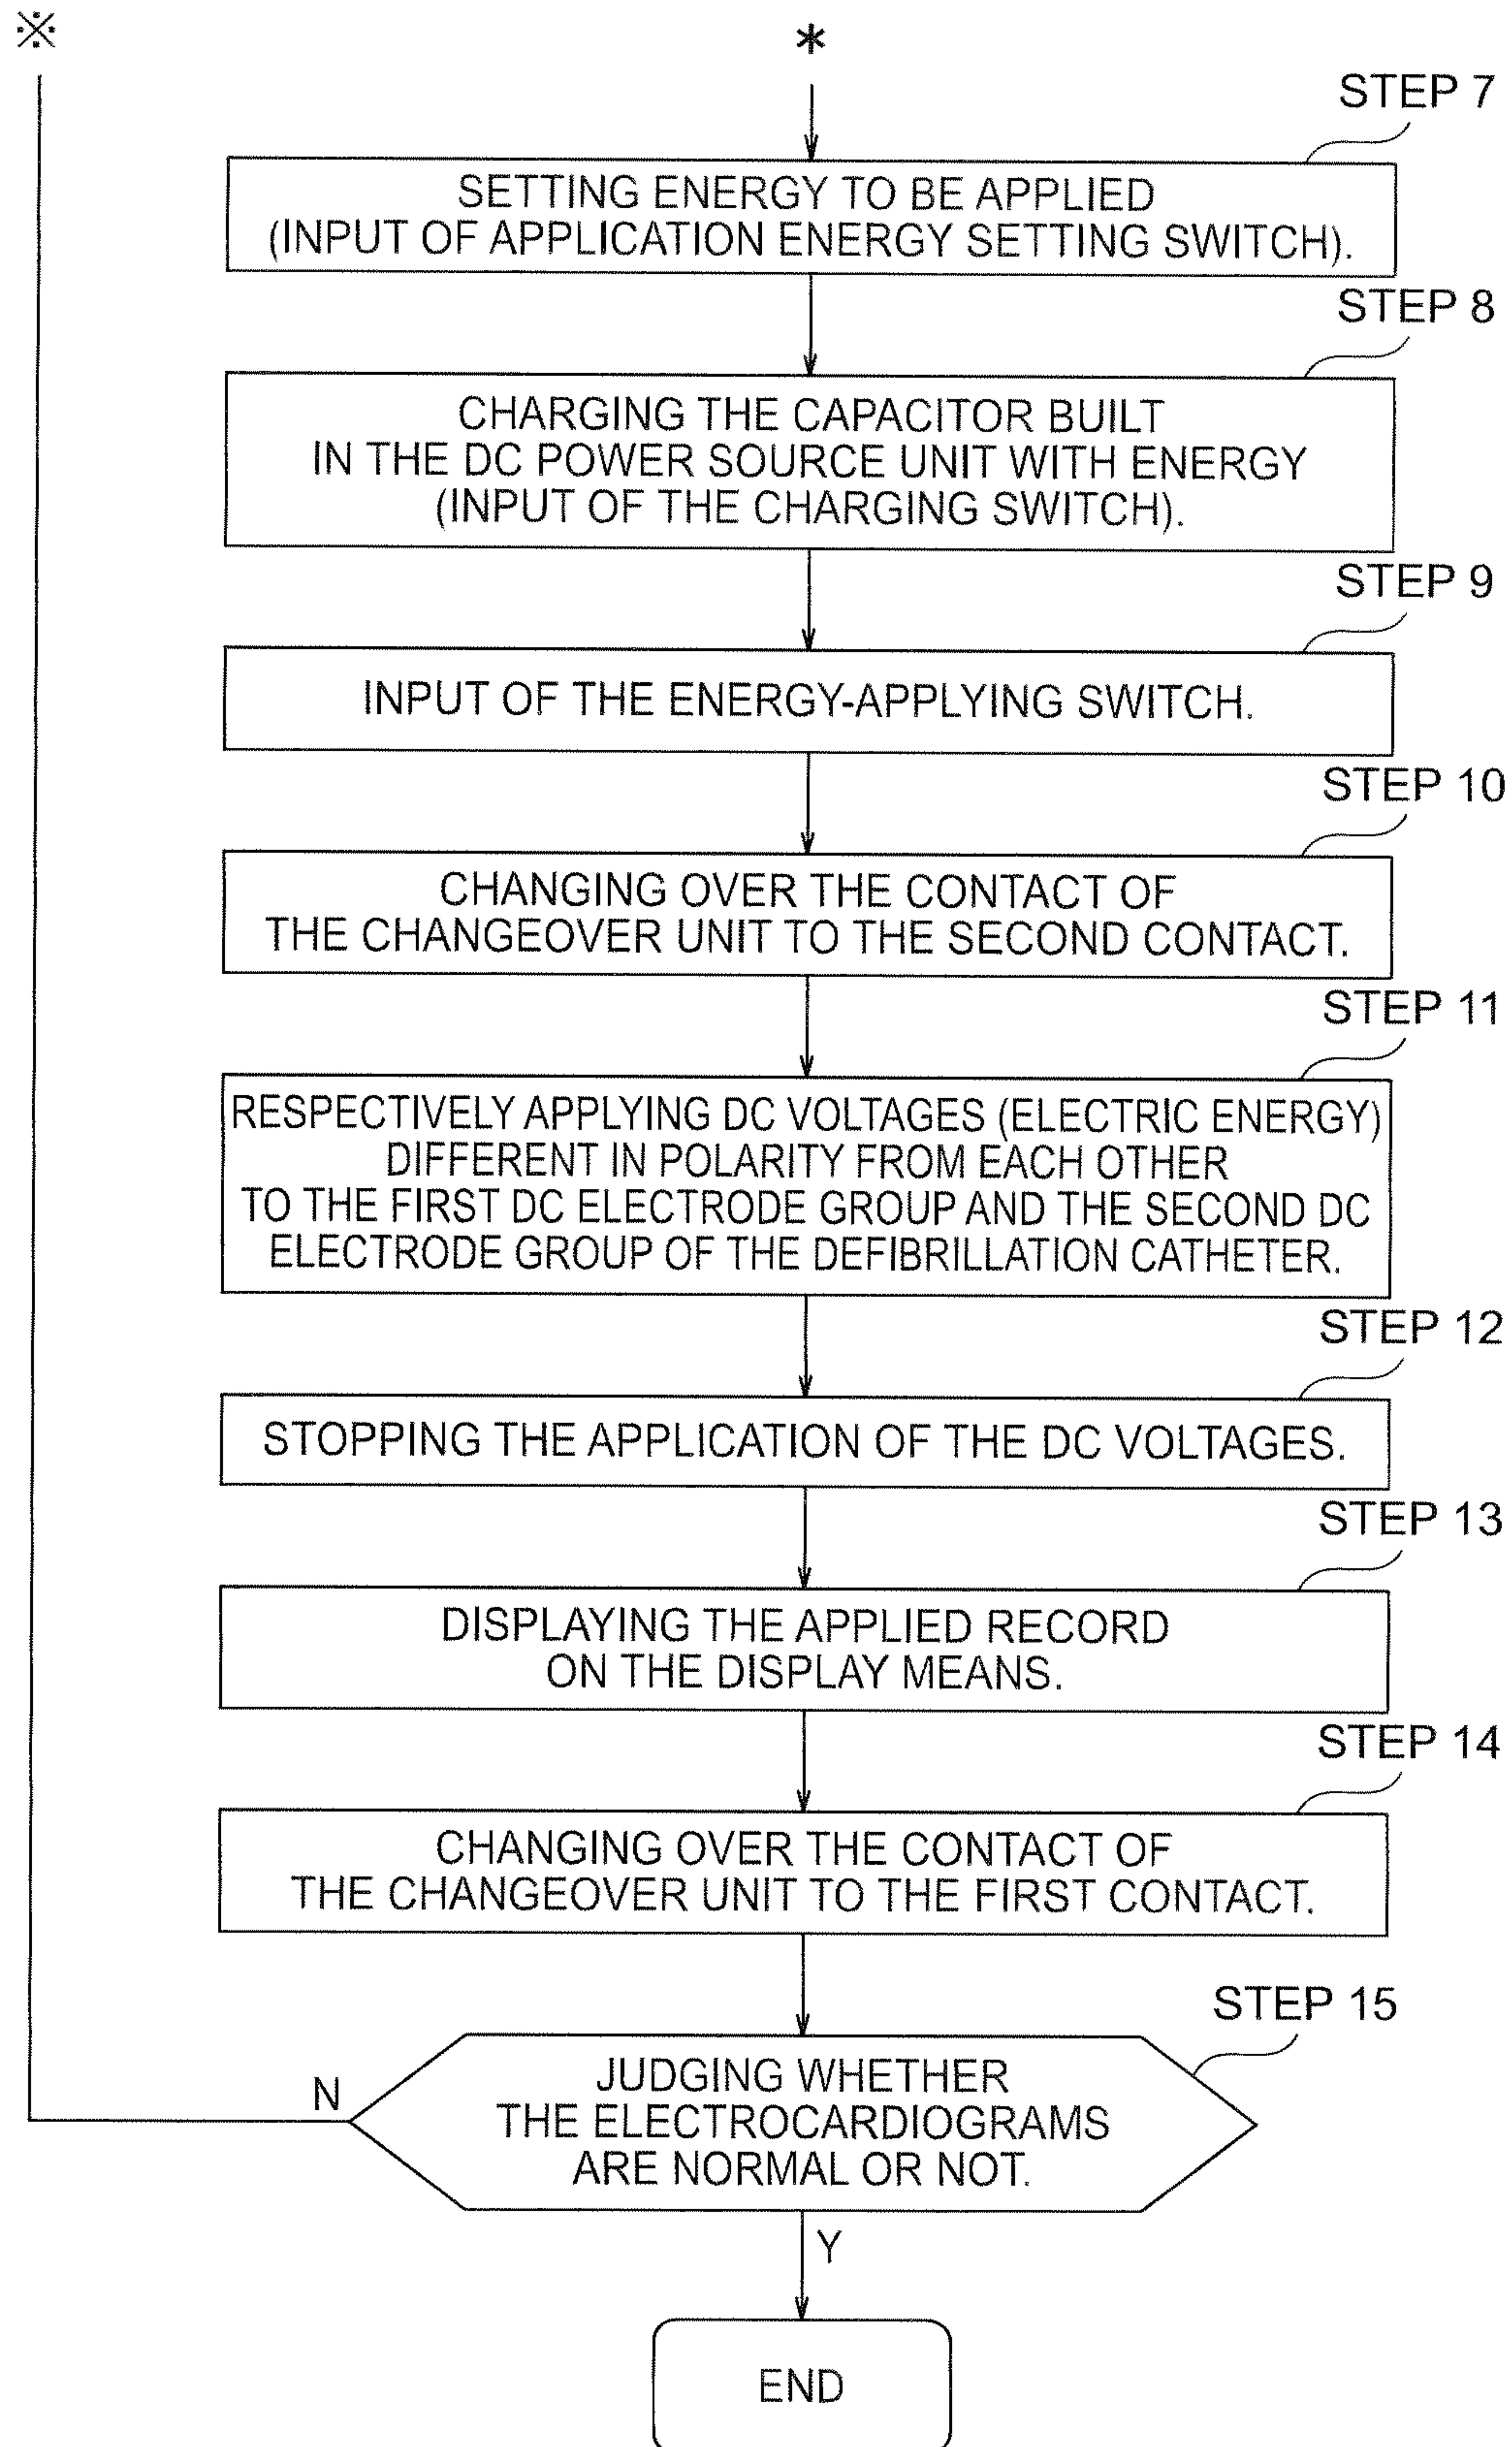 ※
*
STEP 7
SETTING ENERGY TO BE APPLIED
(INPUT OF APPLICATION ENERGY SETTING SWITCH).
STEP 8
CHARGING THE CAPACITOR BUILT
IN THE DC POWER SOURCE UNIT WITH ENERGY
(INPUT OF THE CHARGING SWITCH).
STEP 9
INPUT OF THE ENERGY-APPLYING SWITCH.
STEP 10
CHANGING OVER THE CONTACT OF
THE CHANGEOVER UNIT TO THE SECOND CONTACT.
STEP 11
RESPECTIVELY APPLYING DC VOLTAGES (ELECTRIC ENERGY)
DIFFERENT IN POLARITY FROM EACH OTHER
TO THE FIRST DC ELECTRODE GROUP AND THE SECOND DC
ELECTRODE GROUP OF THE DEFIBRILLATION CATHETER.
STEP 12
STOPPING THE APPLICATION OF THE DC VOLTAGES.
STEP 13
DISPLAYING THE APPLIED RECORD
ON THE DISPLAY MEANS.
STEP 14
CHANGING OVER THE CONTACT OF
THE CHANGEOVER UNIT TO THE FIRST CONTACT.
STEP 15
JUDGING WHETHER
THE ELECTROCARDIOGRAMS
ARE NORMAL OR NOT.
N
Y
END